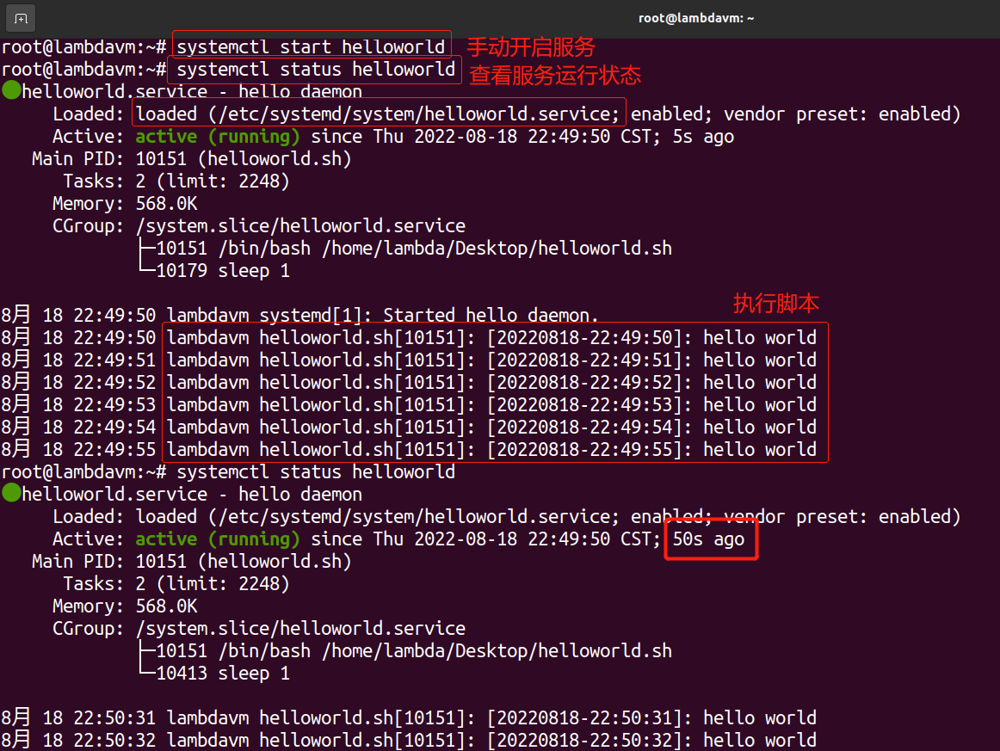 root@lambdavm: ~
root@lambdavm:~# systemctl start helloworld 手动开启服务
root@lambdavm:~# systemctl status helloworld 查看服务运行状态
helloworld.service - hello daemon
Loaded: loaded (/etc/systemd/system/helloworld.service; enabled; vendor preset: enabled)
Active: active (running) since Thu 2022-08-18 22:49:50 CST; 5s ago
Main PID: 10151 (helloworld.sh)
Tasks: 2 (limit: 2248)
Memory: 568.0K
CGroup: /system.slice/helloworld.service
├─10151 /bin/bash /home/lambda/Desktop/helloworld.sh
└─10179 sleep 1
执行脚本
8月 18 22:49:50 lambdavm systemd[1]: Started hello daemon.
8月 18 22:49:50 lambdavm helloworld.sh[10151]: [20220818-22:49:50]: hello world
8月 18 22:49:51 lambdavm helloworld.sh[10151]: [20220818-22:49:51]: hello world
8月 18 22:49:52 lambdavm helloworld.sh[10151]: [20220818-22:49:52]: hello world
8月 18 22:49:53 lambdavm helloworld.sh[10151]: [20220818-22:49:53]: hello world
8月 18 22:49:54 lambdavm helloworld.sh[10151]: [20220818-22:49:54]: hello world
8月 18 22:49:55 lambdavm helloworld.sh[10151]: [20220818-22:49:55]: hello world
root@lambdavm:~# systemctl status helloworld
helloworld.service - hello daemon
Loaded: loaded (/etc/systemd/system/helloworld.service; enabled; vendor preset: enabled)
Active: active (running) since Thu 2022-08-18 22:49:50 CST; 50s ago
Main PID: 10151 (helloworld.sh)
Tasks: 2 (limit: 2248)
Memory: 568.0K
CGroup: /system.slice/helloworld.service
├─10151 /bin/bash /home/lambda/Desktop/helloworld.sh
└─10413 sleep 1
8月 18 22:50:31 lambdavm helloworld.sh[10151]: [20220818-22:50:31]: hello world
8月 18 22:50:32 lambdavm helloworld.sh[10151]: [20220818-22:50:32]: hello world